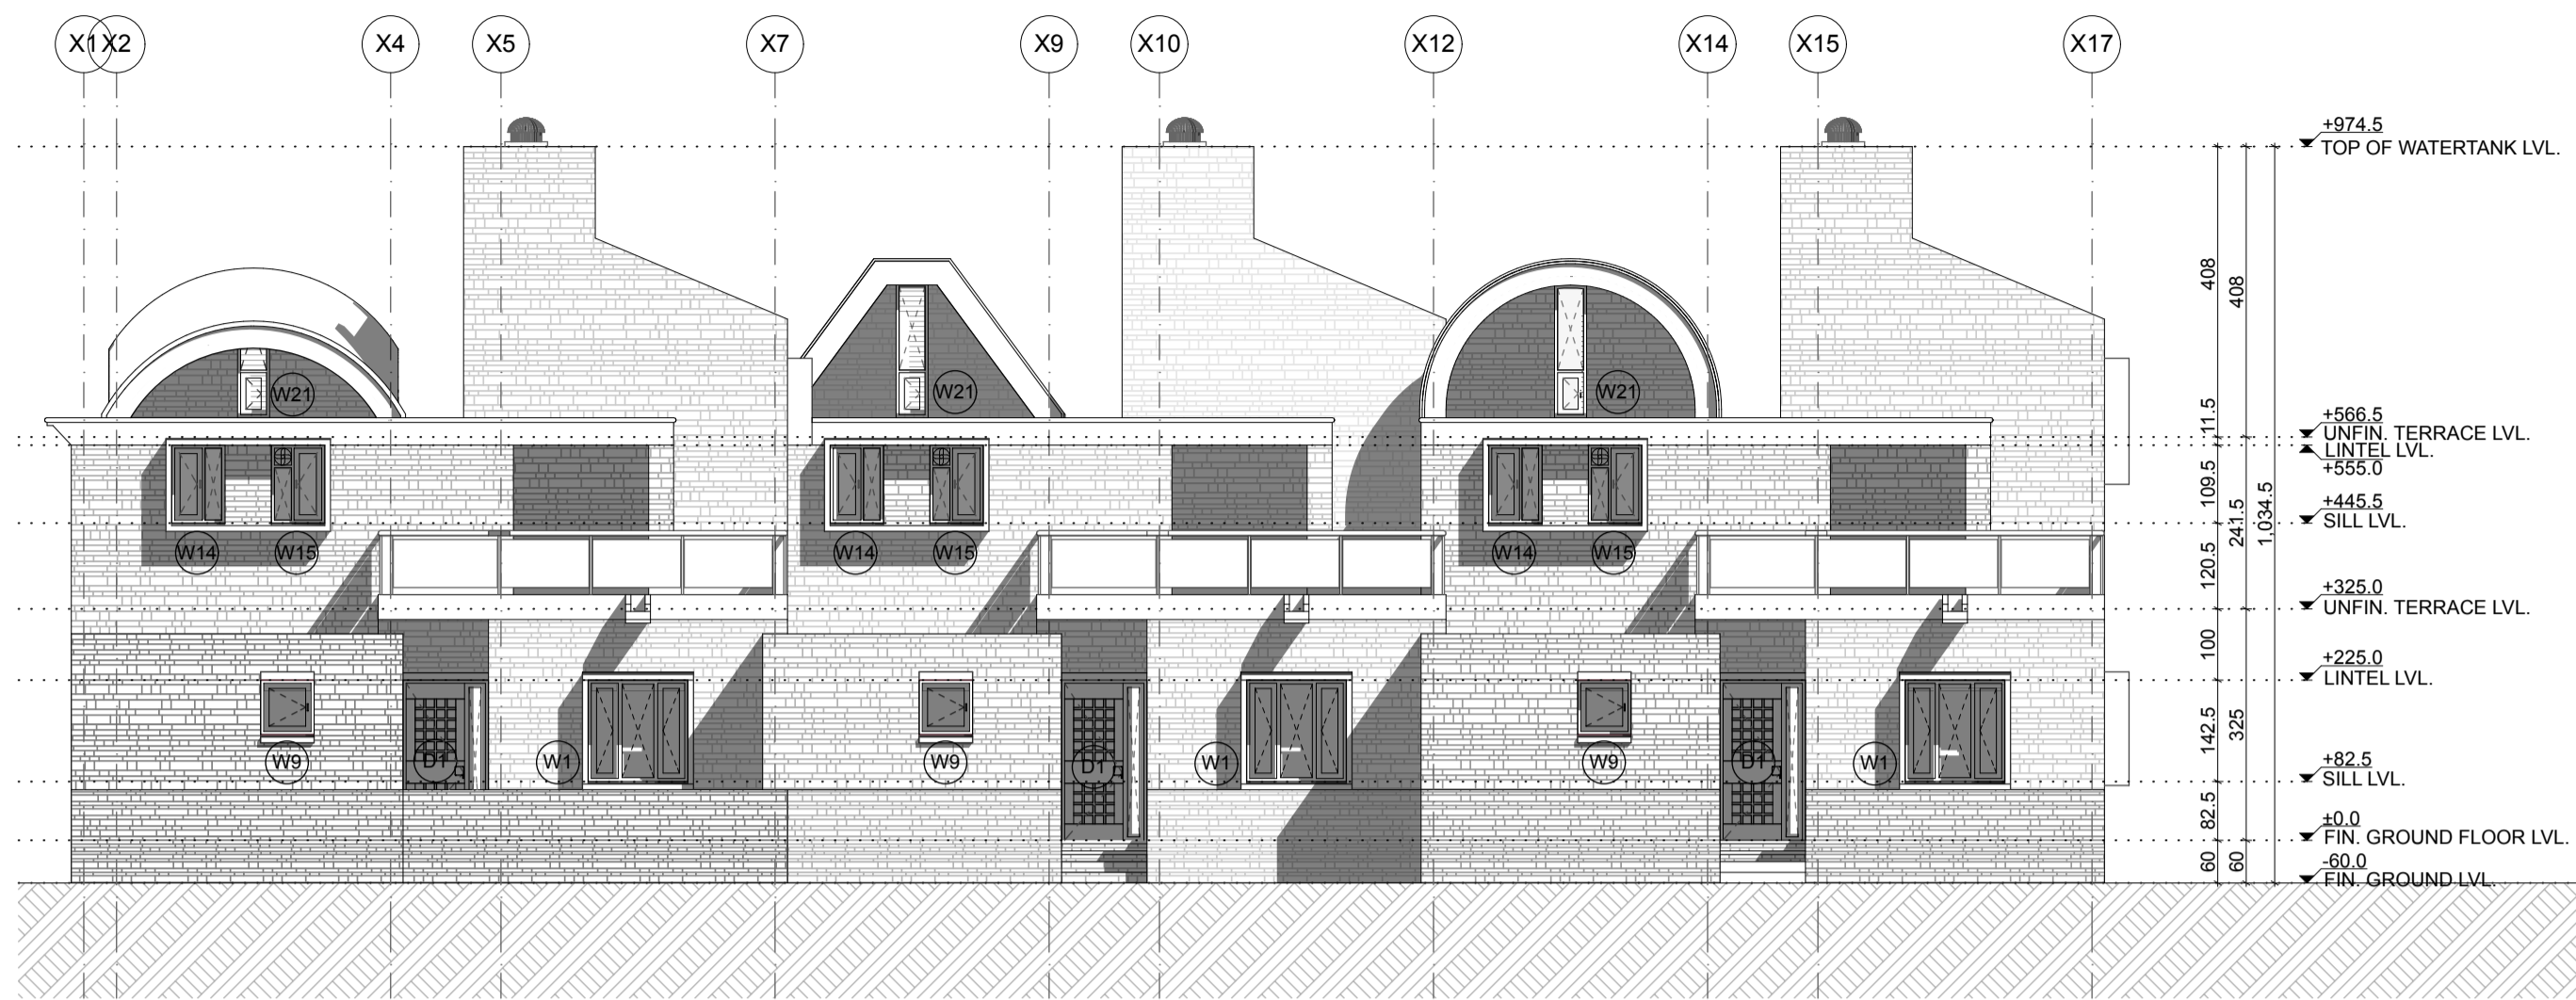 X1 X2 X4 X5 X7 X9 X10 X12 X14 X15 X17
+974.5
TOP OF WATERTANK LVL.
408
408
W21 W21 W21
11.5
+566.5
UNFIN. TERRACE LVL.
LINTEL LVL.
+555.0
109.5
241.5
1,034.5
+445.5
SILL LVL.
W14 W15 W14 W15 W14 W15
120.5
+325.0
UNFIN. TERRACE LVL.
100
+225.0
LINTEL LVL.
142.5
325
W9 D1 W1 W9 D1 W1 W9 D1 W1
+82.5
SILL LVL.
82.5
±0.0
FIN. GROUND FLOOR LVL.
60
60
-60.0
FIN. GROUND LVL.